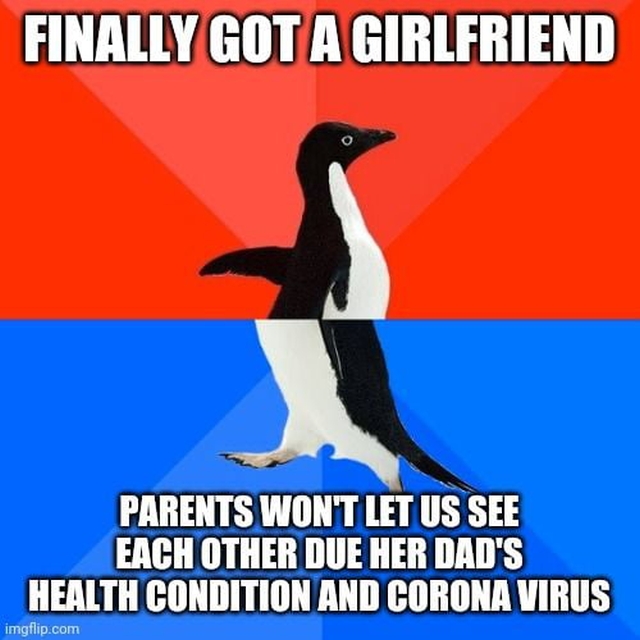 FINALLY GOT A GIRLFRIEND
PARENTS WON'T LET US SEE
EACH OTHER DUE HER DAD'S
HEALTH CONDITION AND CORONA VIRUS
imgflip.com